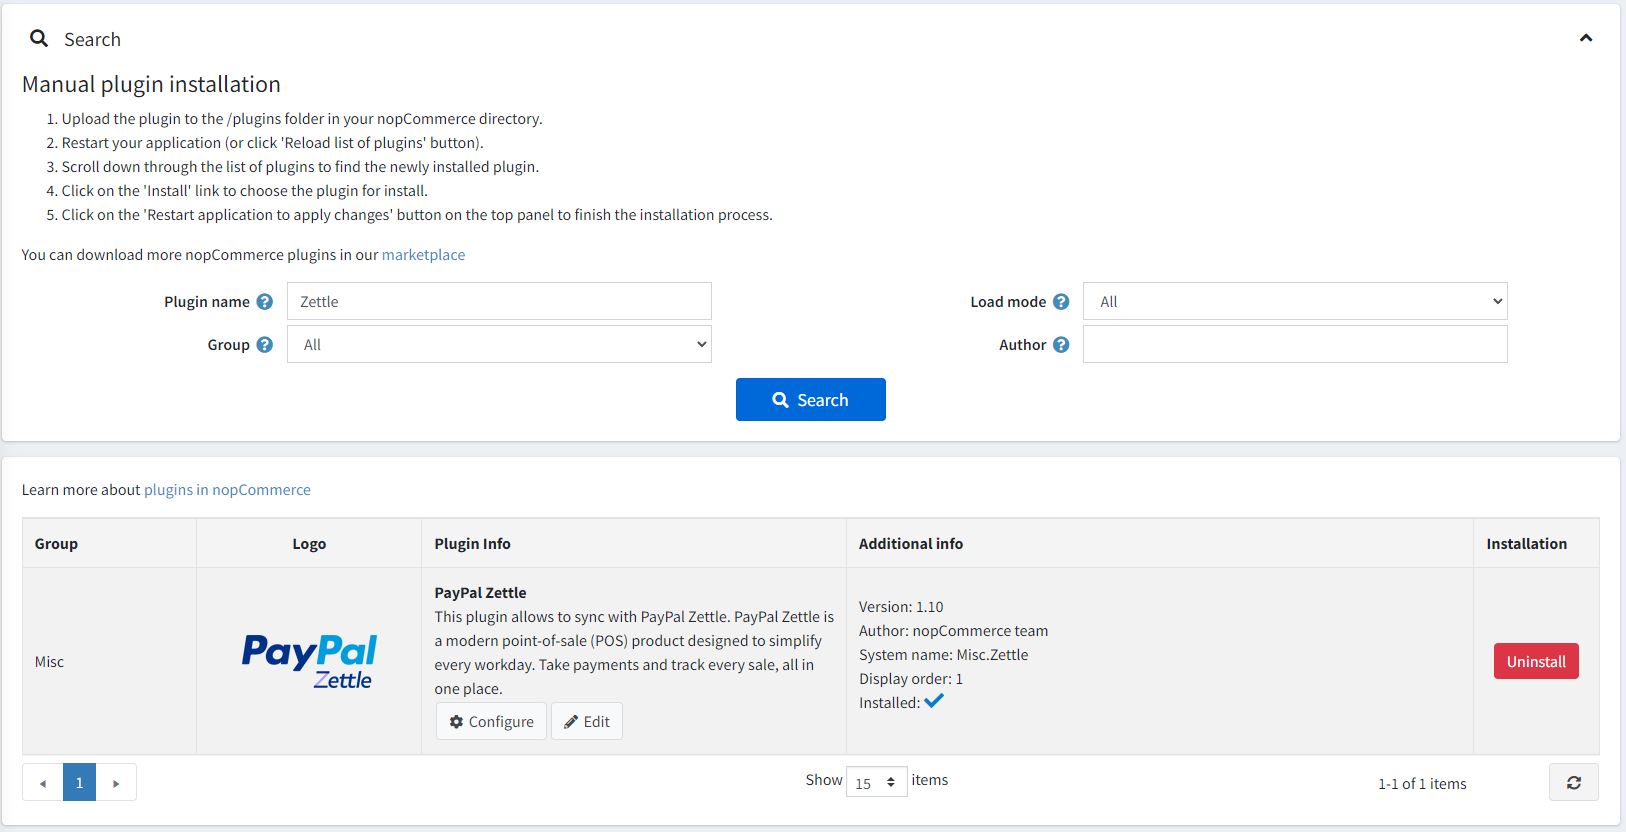 Search
Manual plugin installation
1. Upload the plugin to the /plugins folder in your nopCommerce directory.
2. Restart your application (or click 'Reload list of plugins' button).
3. Scroll down through the list of plugins to find the newly installed plugin.
4. Click on the 'Install' link to choose the plugin for install.
5. Click on the 'Restart application to apply changes' button on the top panel to finish the installation process.
You can download more nopCommerce plugins in our marketplace
Plugin name ? Zettle
Load mode ? All
Group ? All
Author ?
Search
Learn more about plugins in nopCommerce
Group Logo Plugin Info Additional info Installation
Misc
PayPal
Zettle
PayPal Zettle
This plugin allows to sync with PayPal Zettle. PayPal Zettle is
a modern point-of-sale (POS) product designed to simplify
every workday. Take payments and track every sale, all in
one place.
Configure Edit
Version: 1.10
Author: nopCommerce team
System name: Misc.Zettle
Display order: 1
Installed:
Uninstall
1
Show 15 items
1-1 of 1 items